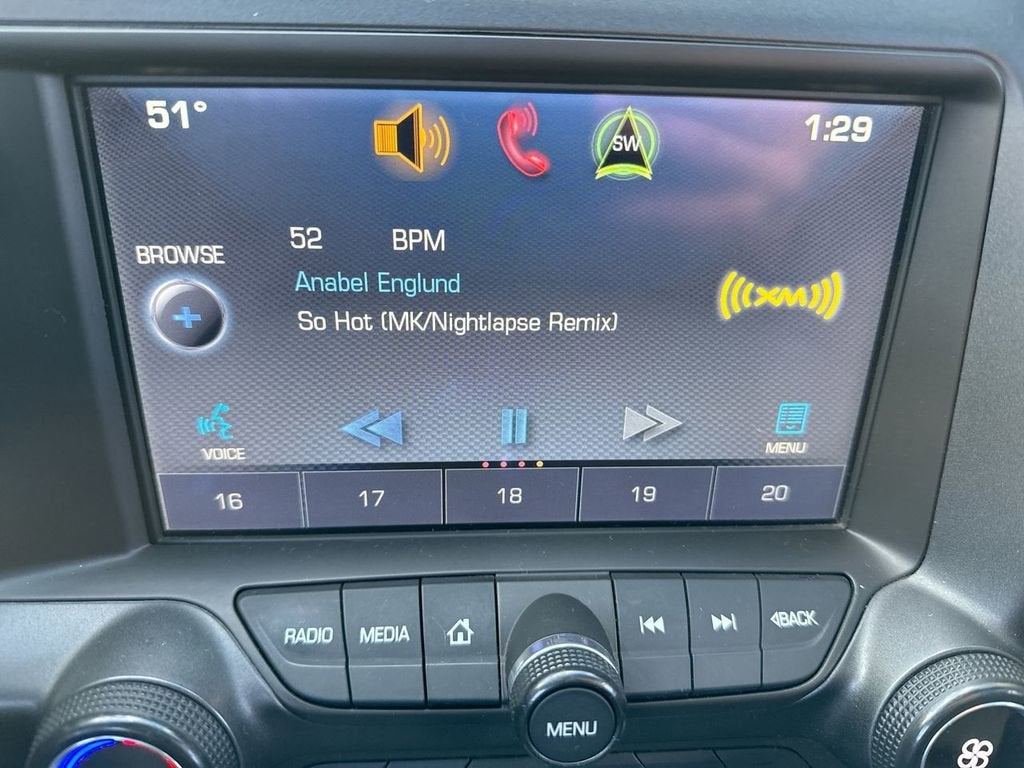 51°
SW
1:29
52 BPM
BROWSE
Anabel Englund
So Hot (MK/Nightlapse Remix)
XM
VOICE
MENU
16 17 18 19 20
RADIO MEDIA BACK
MENU